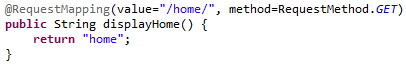 @RequestMapping(value="/home/", method=RequestMethod.GET)
public String displayHome() {
    return "home";
}